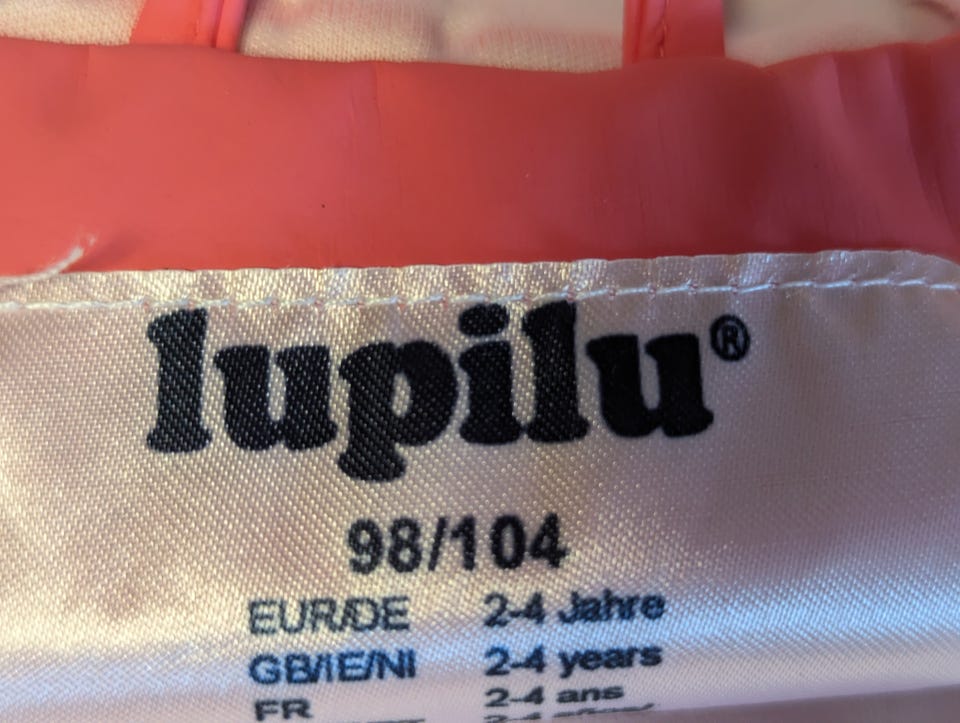 lupilu®
98/104
EUR/DE 2-4 Jahre
GB/IE/NI 2-4 years
FR 2-4 ans